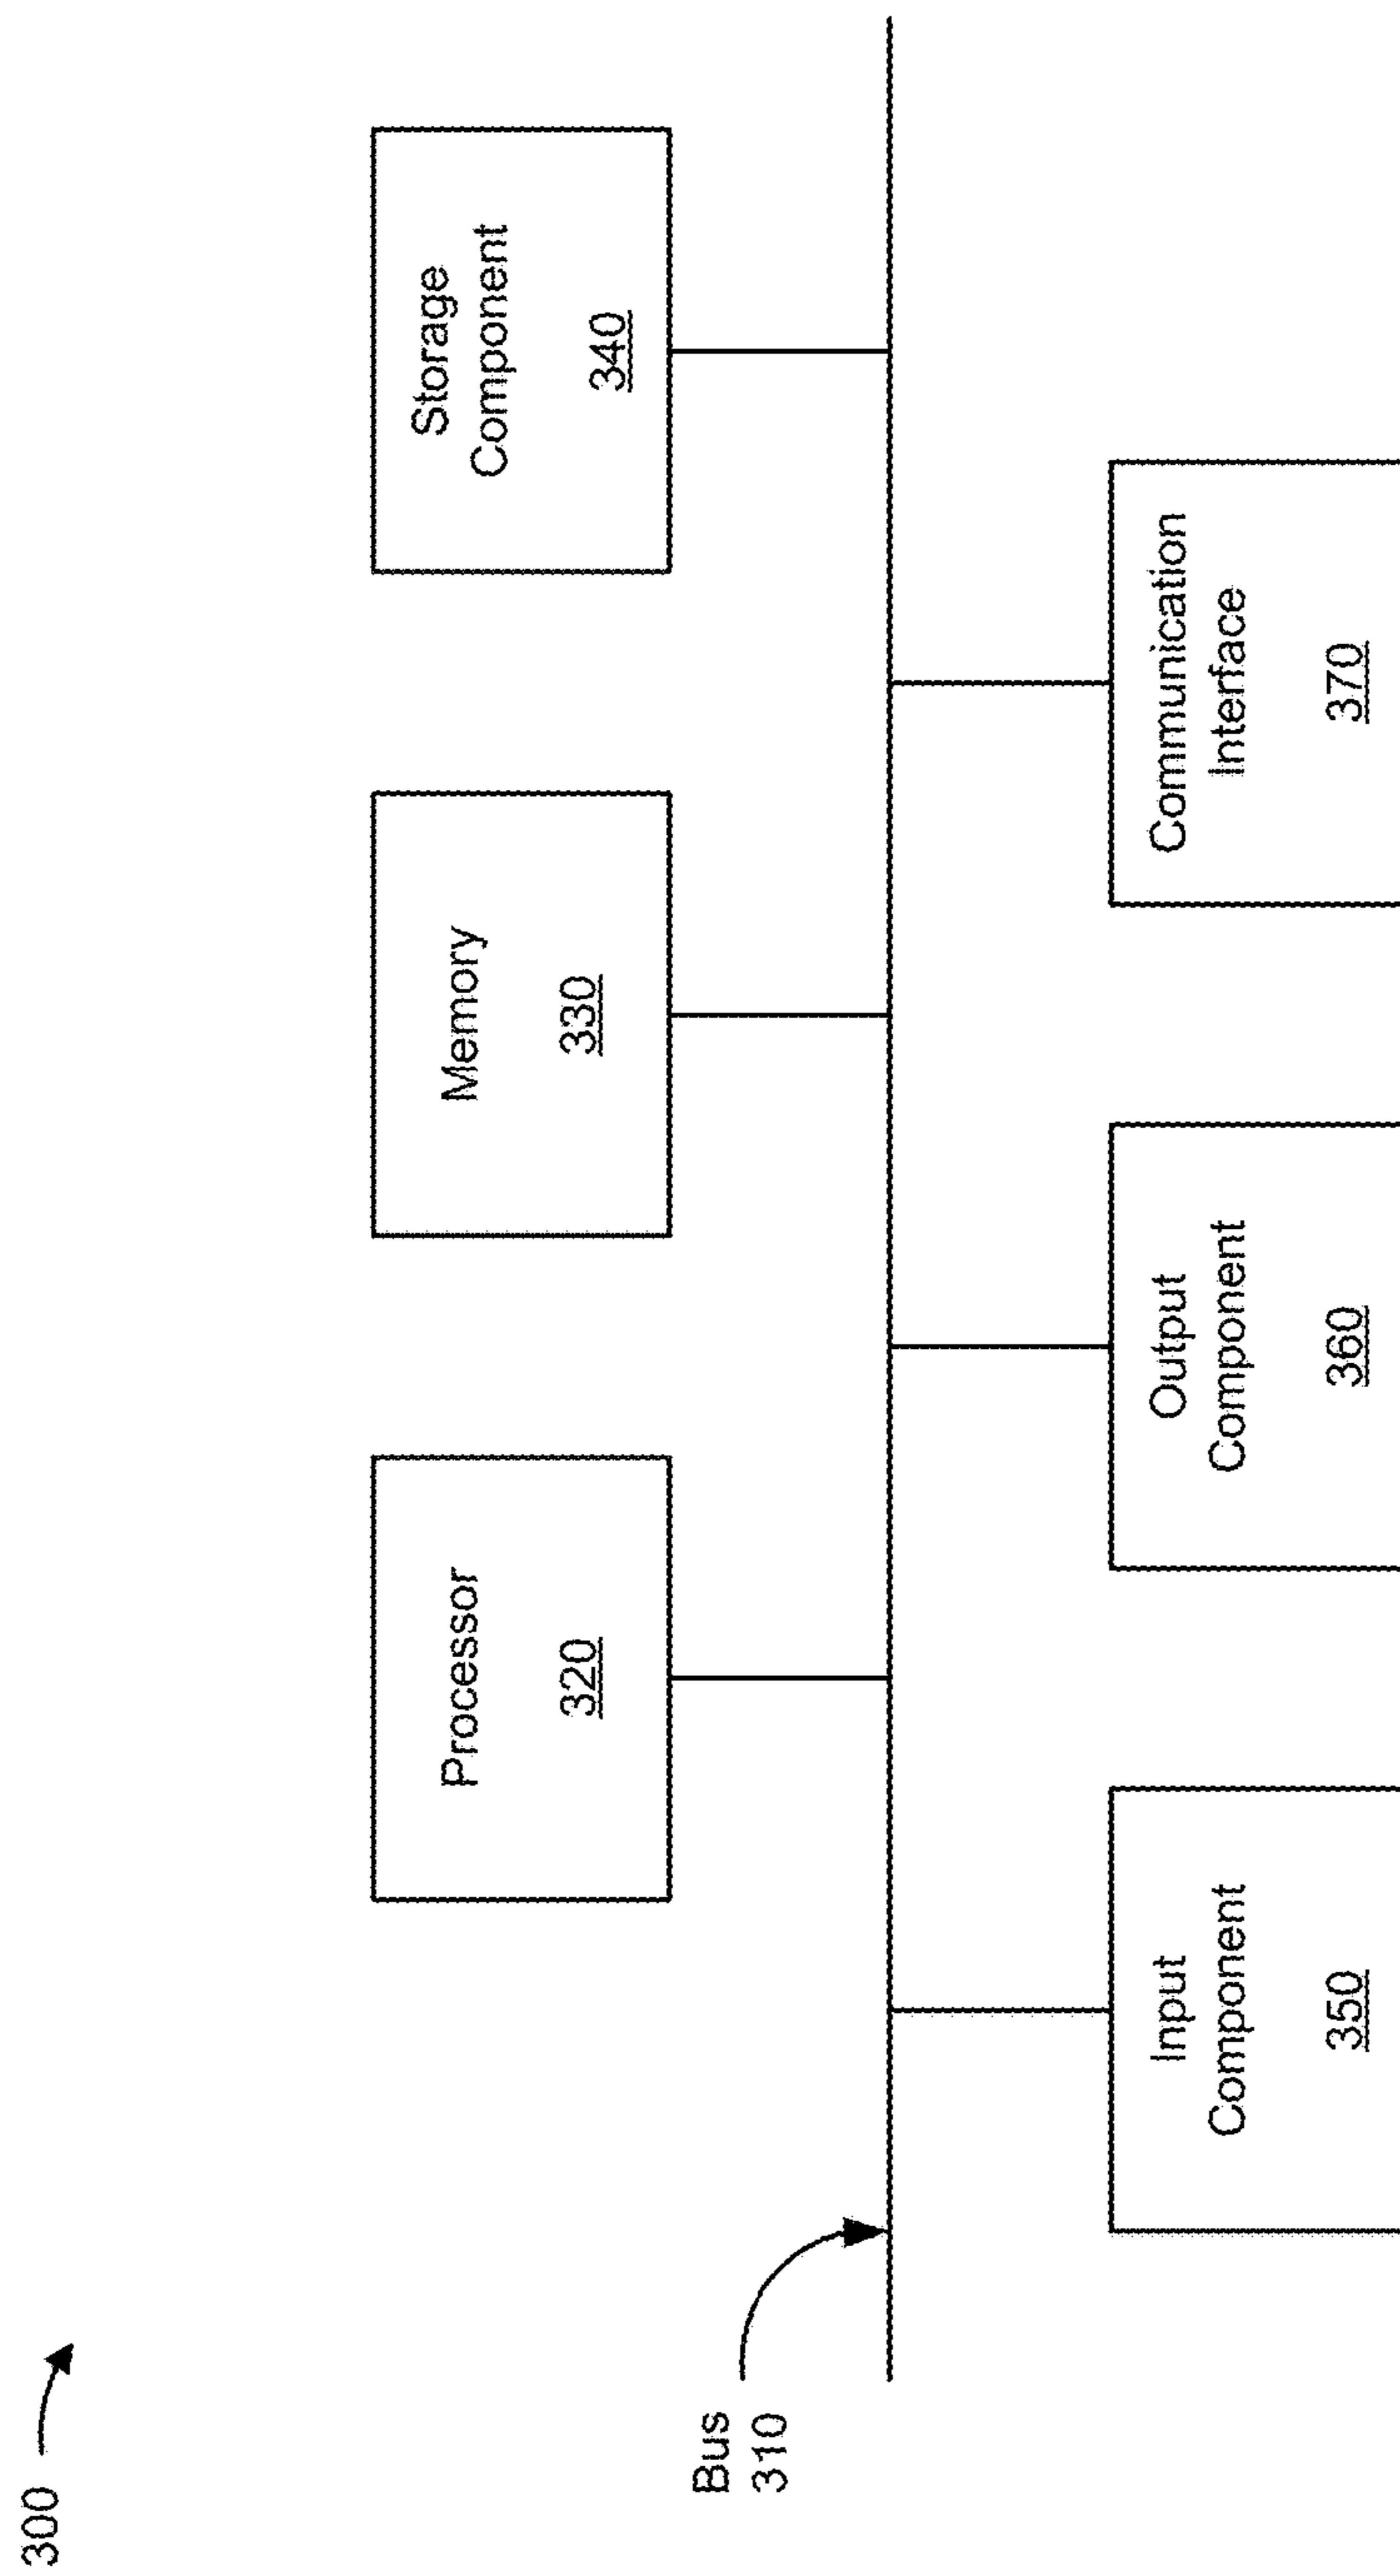 300
Bus
310
Processor
320
Memory
330
Storage
Component
340
Input
Component
350
Output
Component
360
Communication
Interface
370